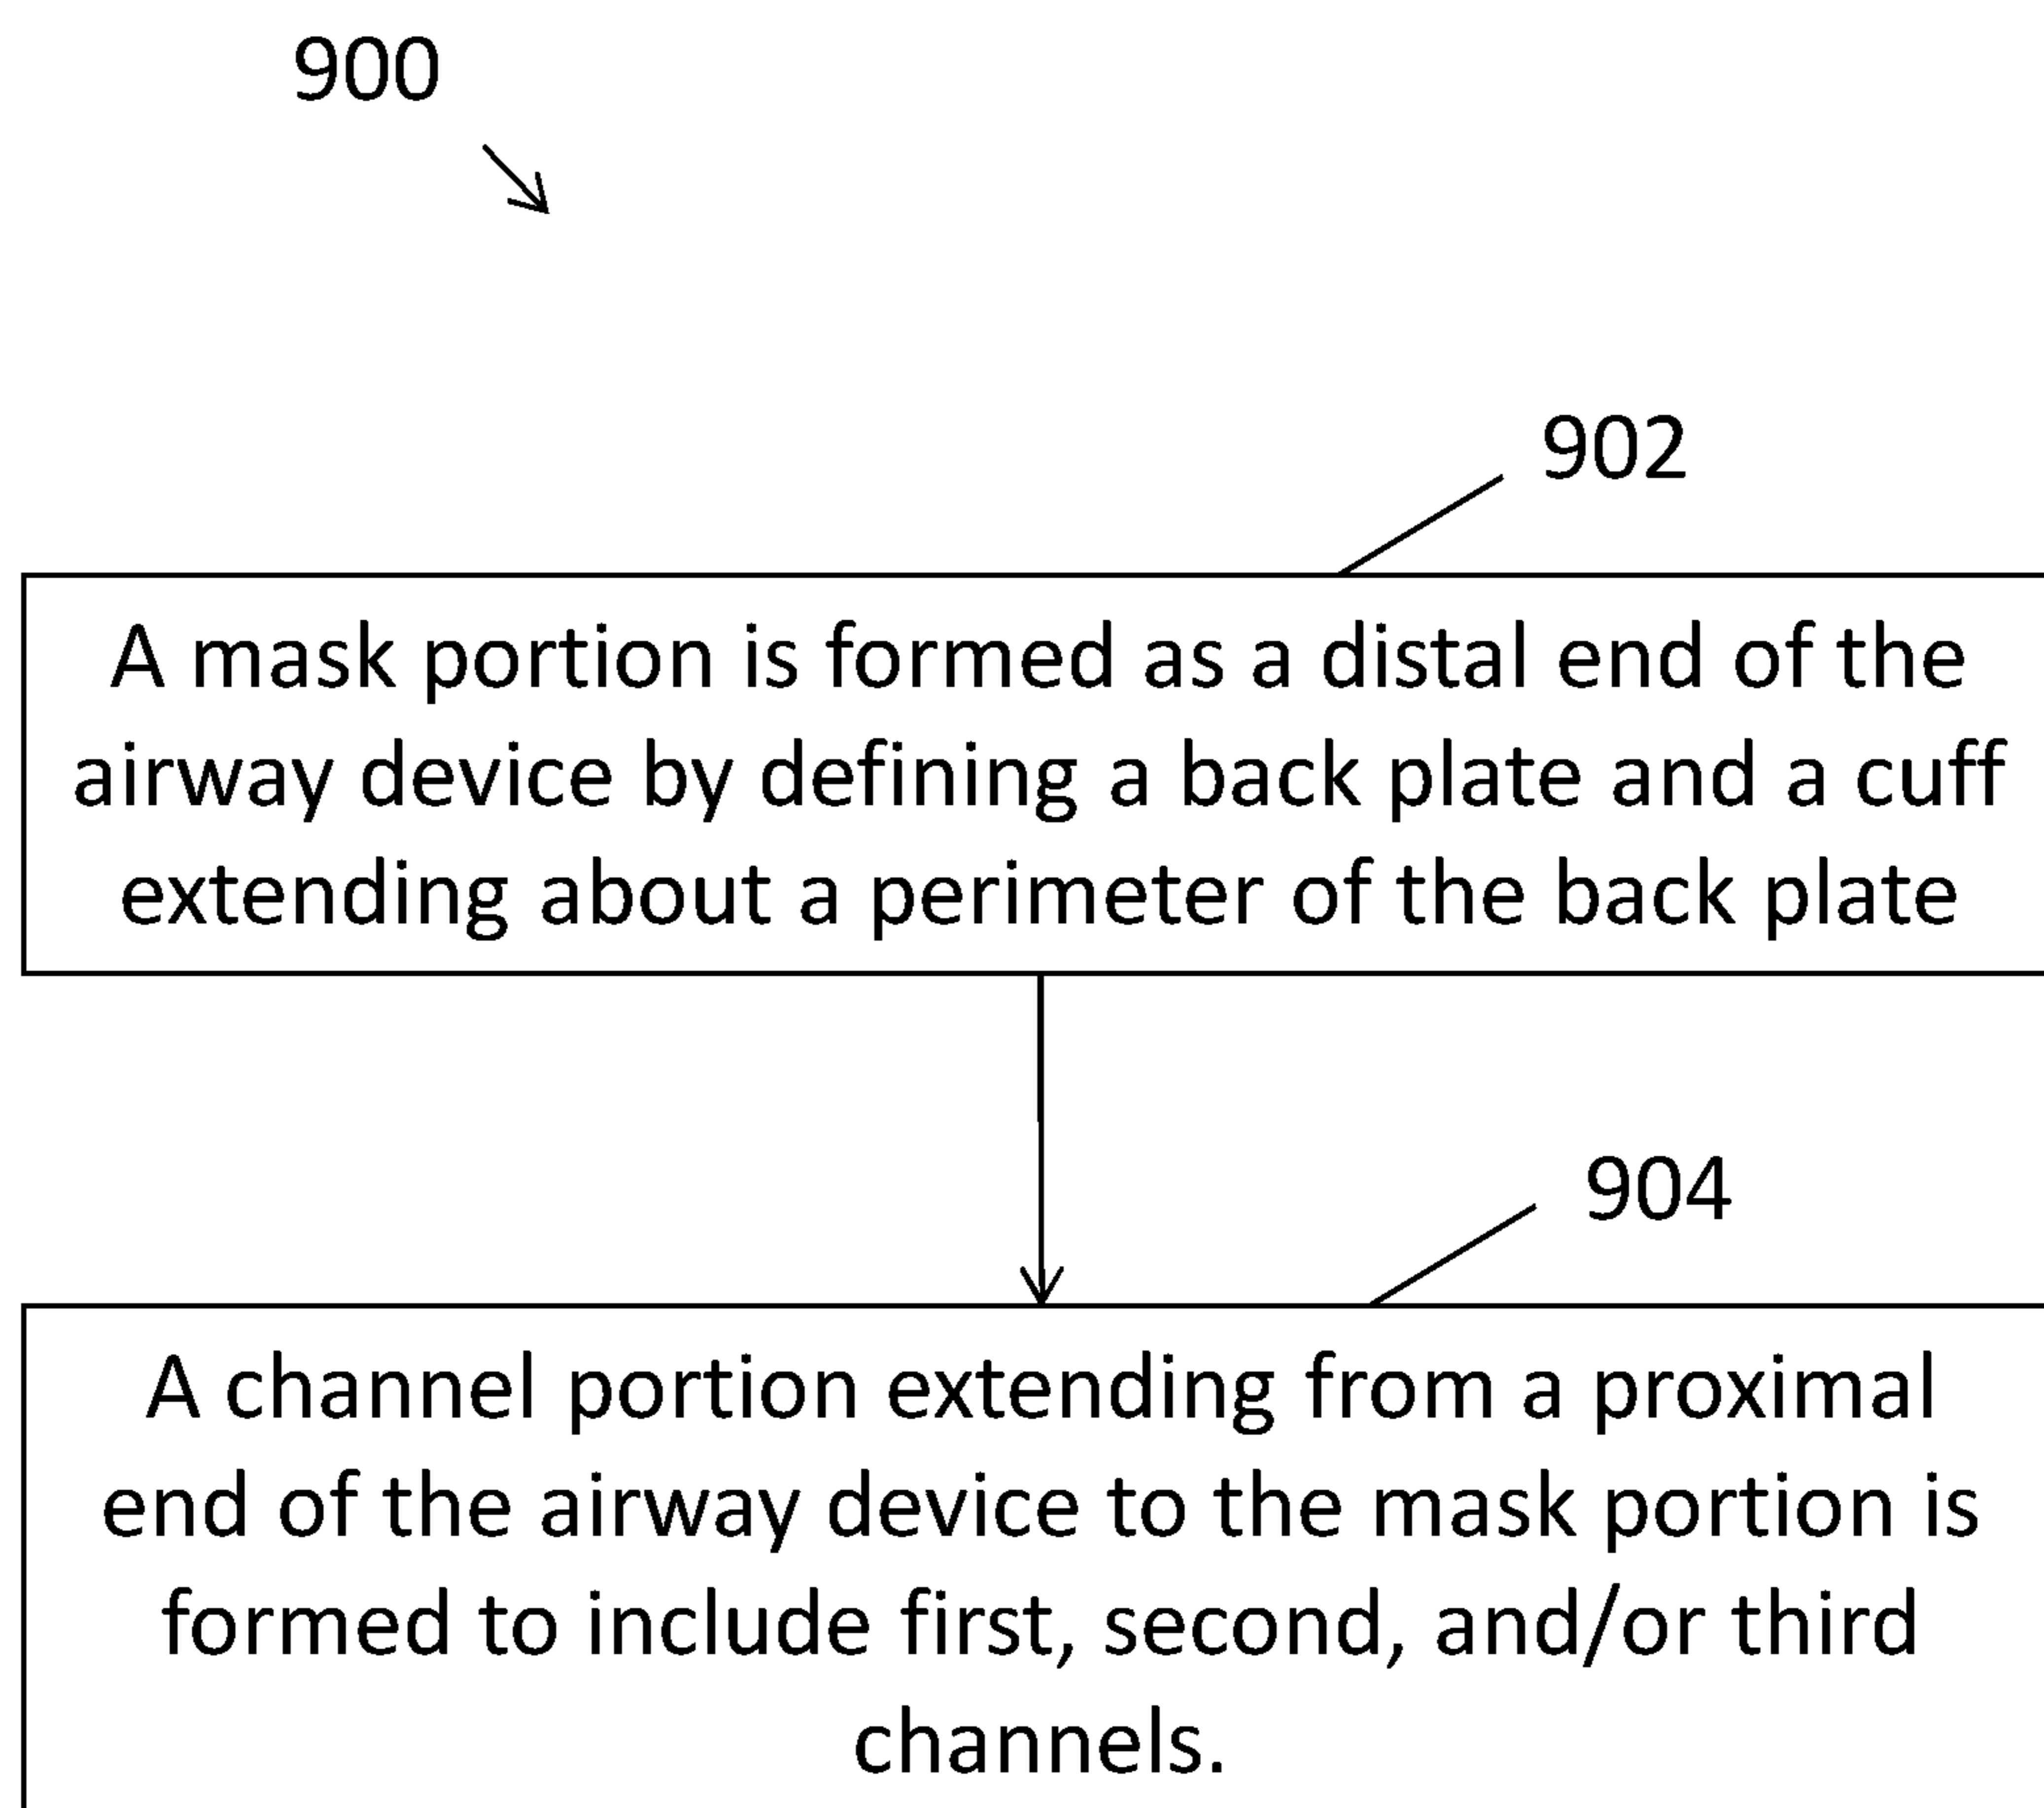 900
902
A mask portion is formed as a distal end of the
airway device by defining a back plate and a cuff
extending about a perimeter of the back plate
904
A channel portion extending from a proximal
end of the airway device to the mask portion is
formed to include first, second, and/or third
channels.